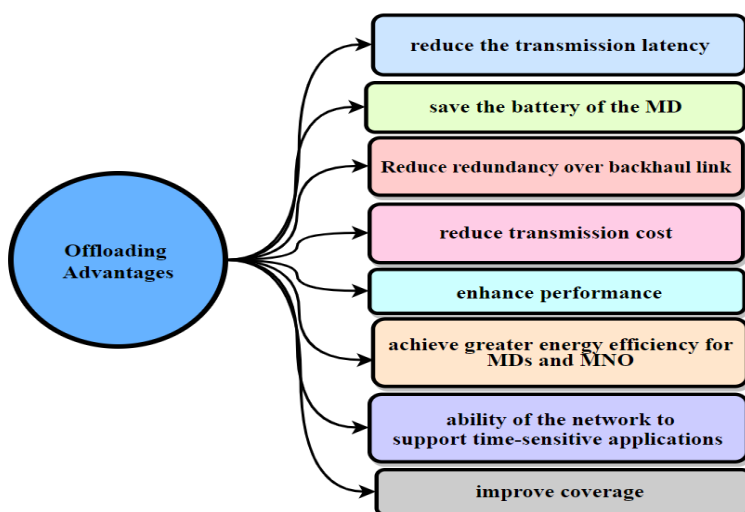 Offloading
Advantages
reduce the transmission latency
save the battery of the MD
Reduce redundancy over backhaul link
reduce transmission cost
enhance performance
achieve greater energy efficiency for
MDs and MNO
ability of the network to
support time-sensitive applications
improve coverage